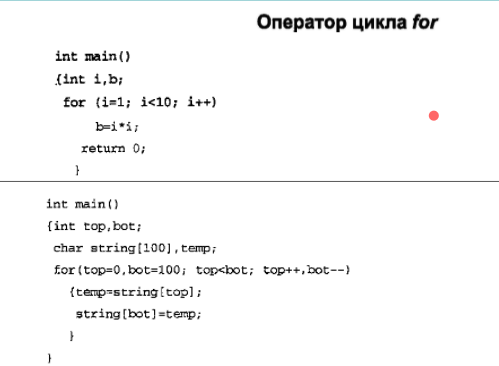 Оператор цикла for
int main()
{int i,b;
for (i=1; i<10; i++)
b=i*i;
return 0;
}
int main()
{int top,bot;
char string[100],temp;
for(top=0,bot=100; top<bot; top++,bot--)
{temp=string[top];
string[bot]=temp;
}
}